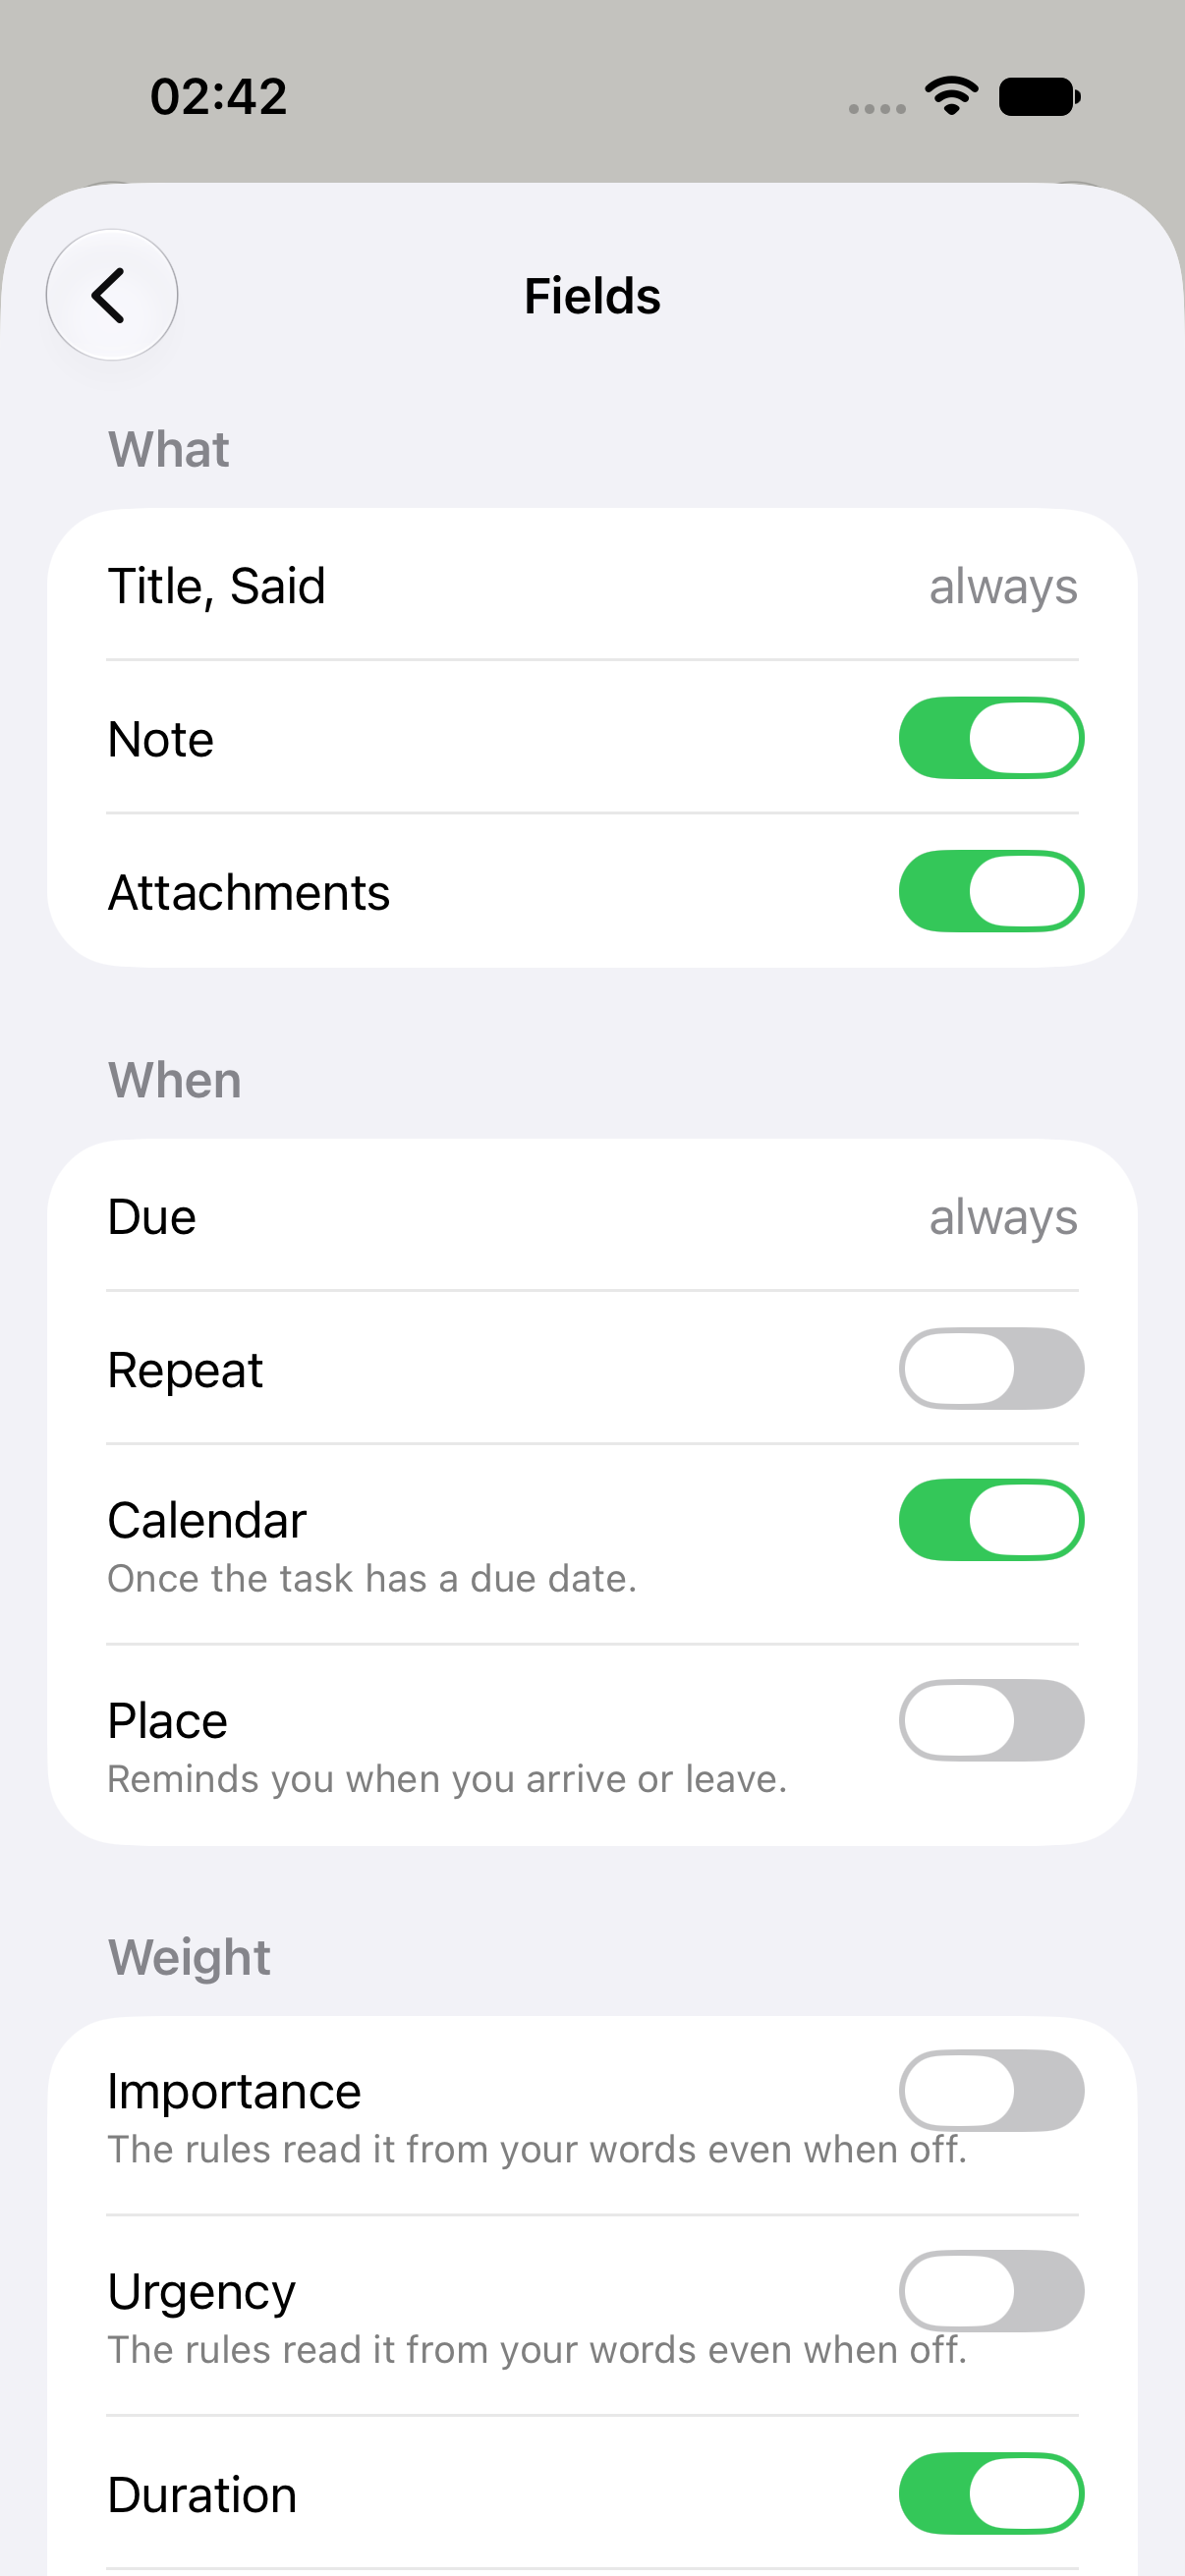 02:42
Fields
What
Title, Said always
Note
Attachments
When
Due always
Repeat
Calendar
Once the task has a due date.
Place
Reminds you when you arrive or leave.
Weight
Importance
The rules read it from your words even when off.
Urgency
The rules read it from your words even when off.
Duration